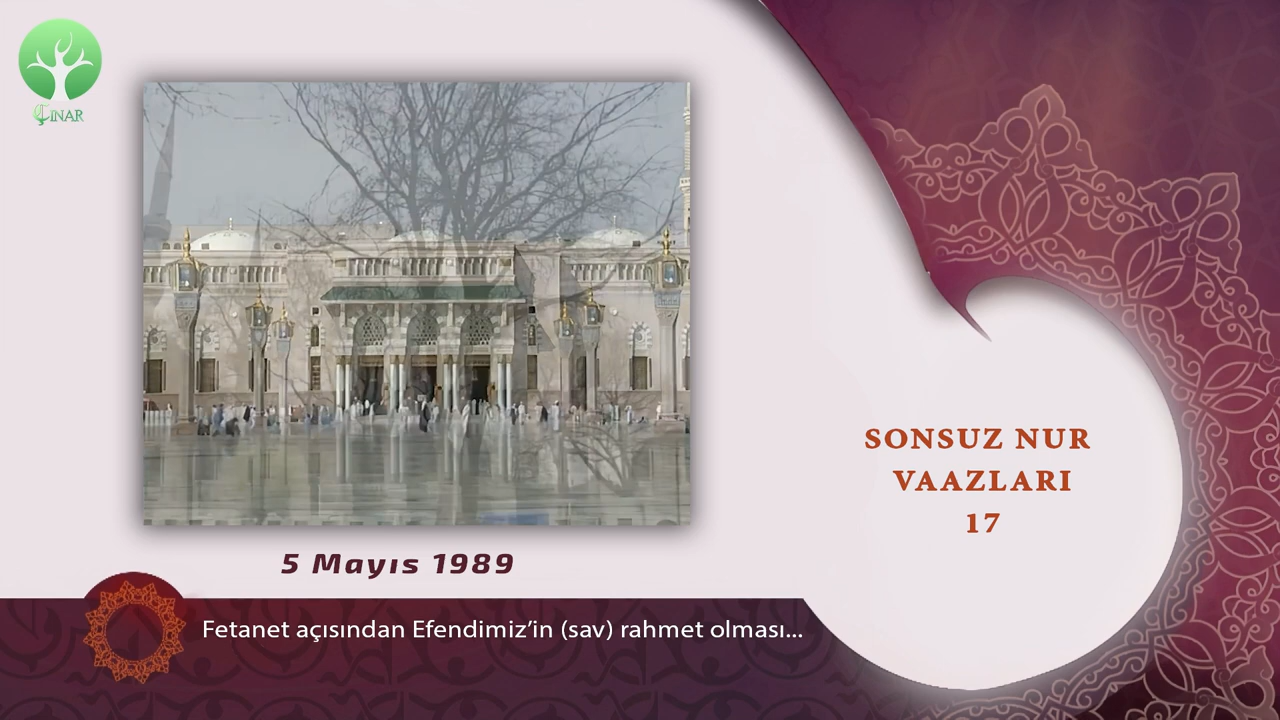 ÇINAR
SONSUZ NUR
VAAZLARI
17
5 Mayıs 1989
Fetanet açısından Efendimiz’in (sav) rahmet olması...